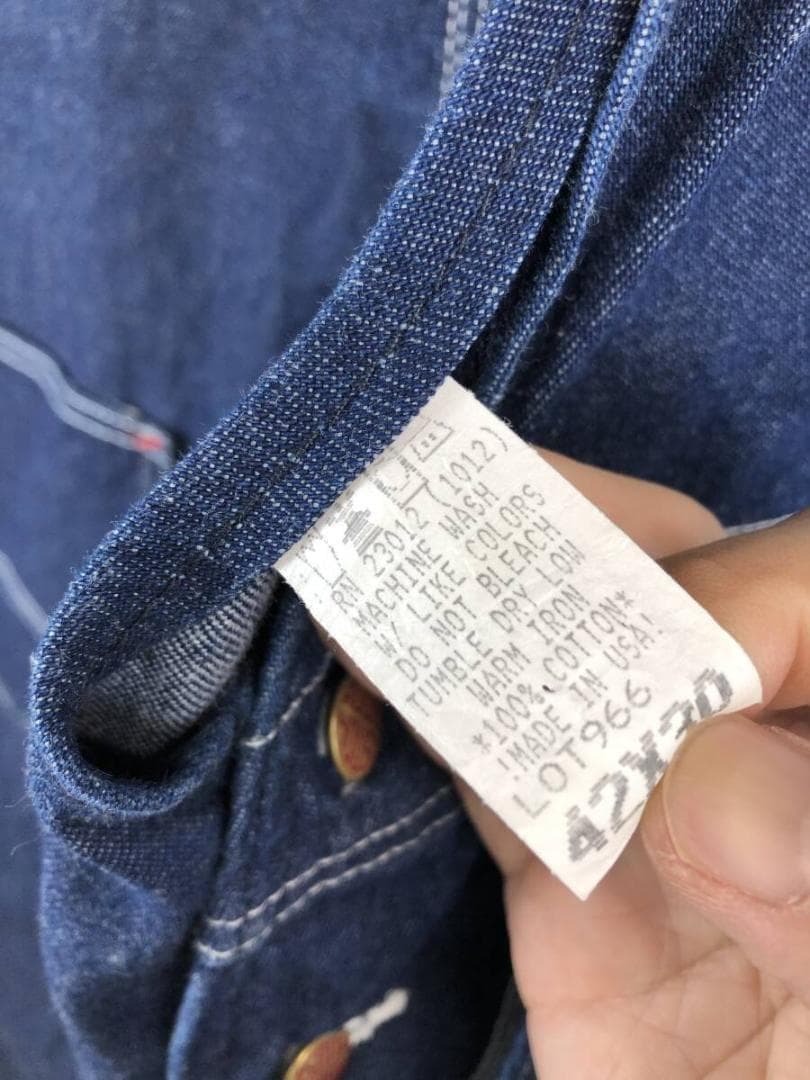 RN 23012 (1012)
MACHINE WASH
W/ LIKE COLORS
DO NOT BLEACH
TUMBLE DRY LOW
WARM IRON
*100% COTTON*
!MADE IN USA!
LOT966
42X30